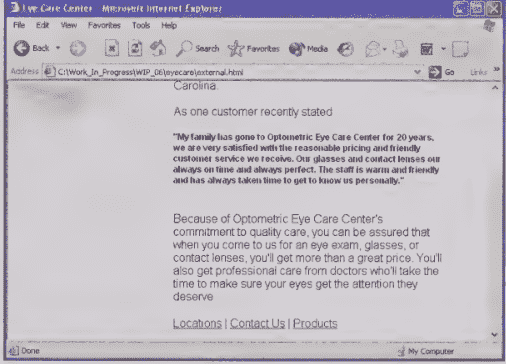 Eye Care Center - Microsoft Internet Explorer
File Edit View Favorites Tools Help
Back Search Favorites Media
Address C:\Work_In_Progress\WIP_06\eyecare\external.html Go Links »
Carolina.
As one customer recently stated
"My family has gone to Optometric Eye Care Center for 20 years,
we are very satisfied with the reasonable pricing and friendly
customer service we receive. Our glasses and contact lenses our
always on time and always perfect. The staff is warm and friendly
and has always taken time to get to know us personally."
Because of Optometric Eye Care Center's
commitment to quality care, you can be assured that
when you come to us for an eye exam, glasses, or
contact lenses, you'll get more than a great price. You'll
also get professional care from doctors who'll take the
time to make sure your eyes get the attention they
deserve
Locations | Contact Us | Products
Done My Computer